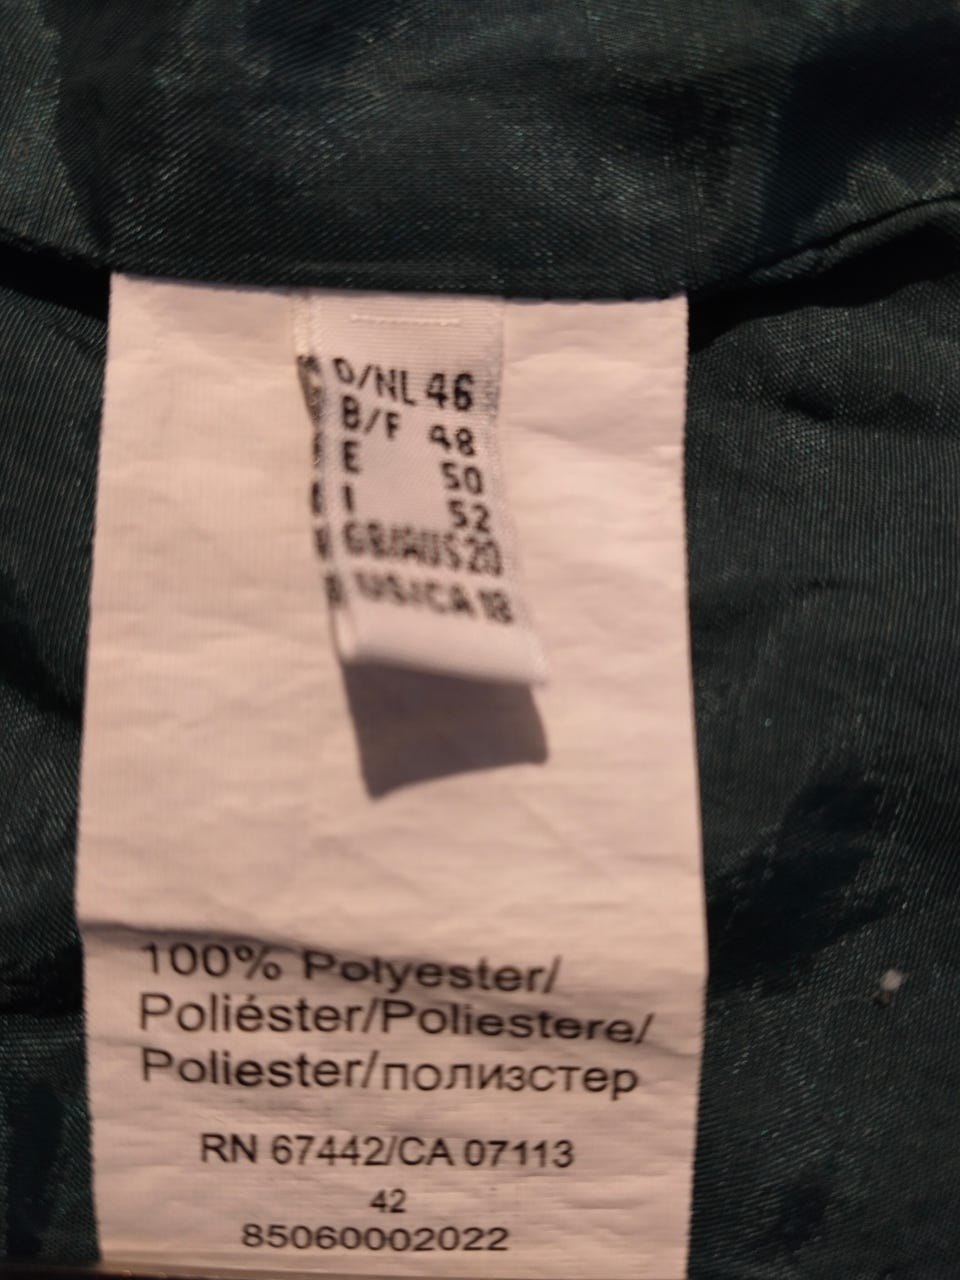 D/NL 46
B/F 48
E 50
I 52
GB/AUS 20
US/CA 18
100% Polyester/
Poliéster/Poliestere/
Poliester/полиэстер
RN 67442/CA 07113
42
85060002022